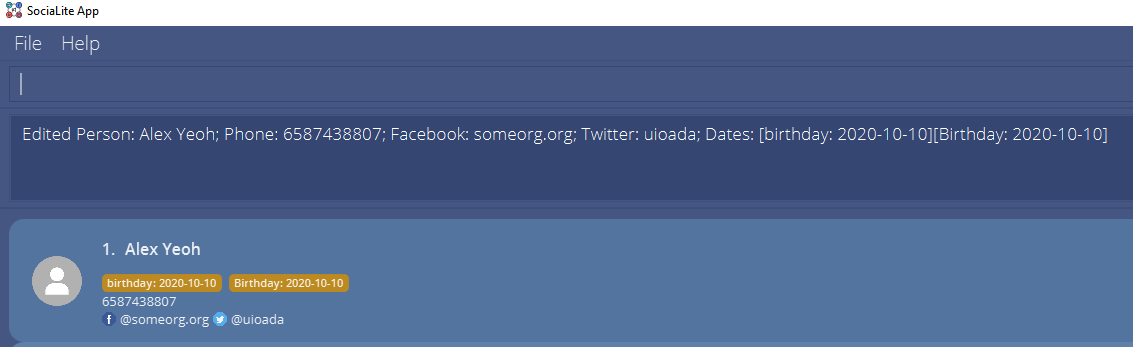 SociaLite App
File Help
Edited Person: Alex Yeoh; Phone: 6587438807; Facebook: someorg.org; Twitter: uioada; Dates: [birthday: 2020-10-10][Birthday: 2020-10-10]
1. Alex Yeoh
birthday: 2020-10-10 Birthday: 2020-10-10
6587438807
@someorg.org @uioada